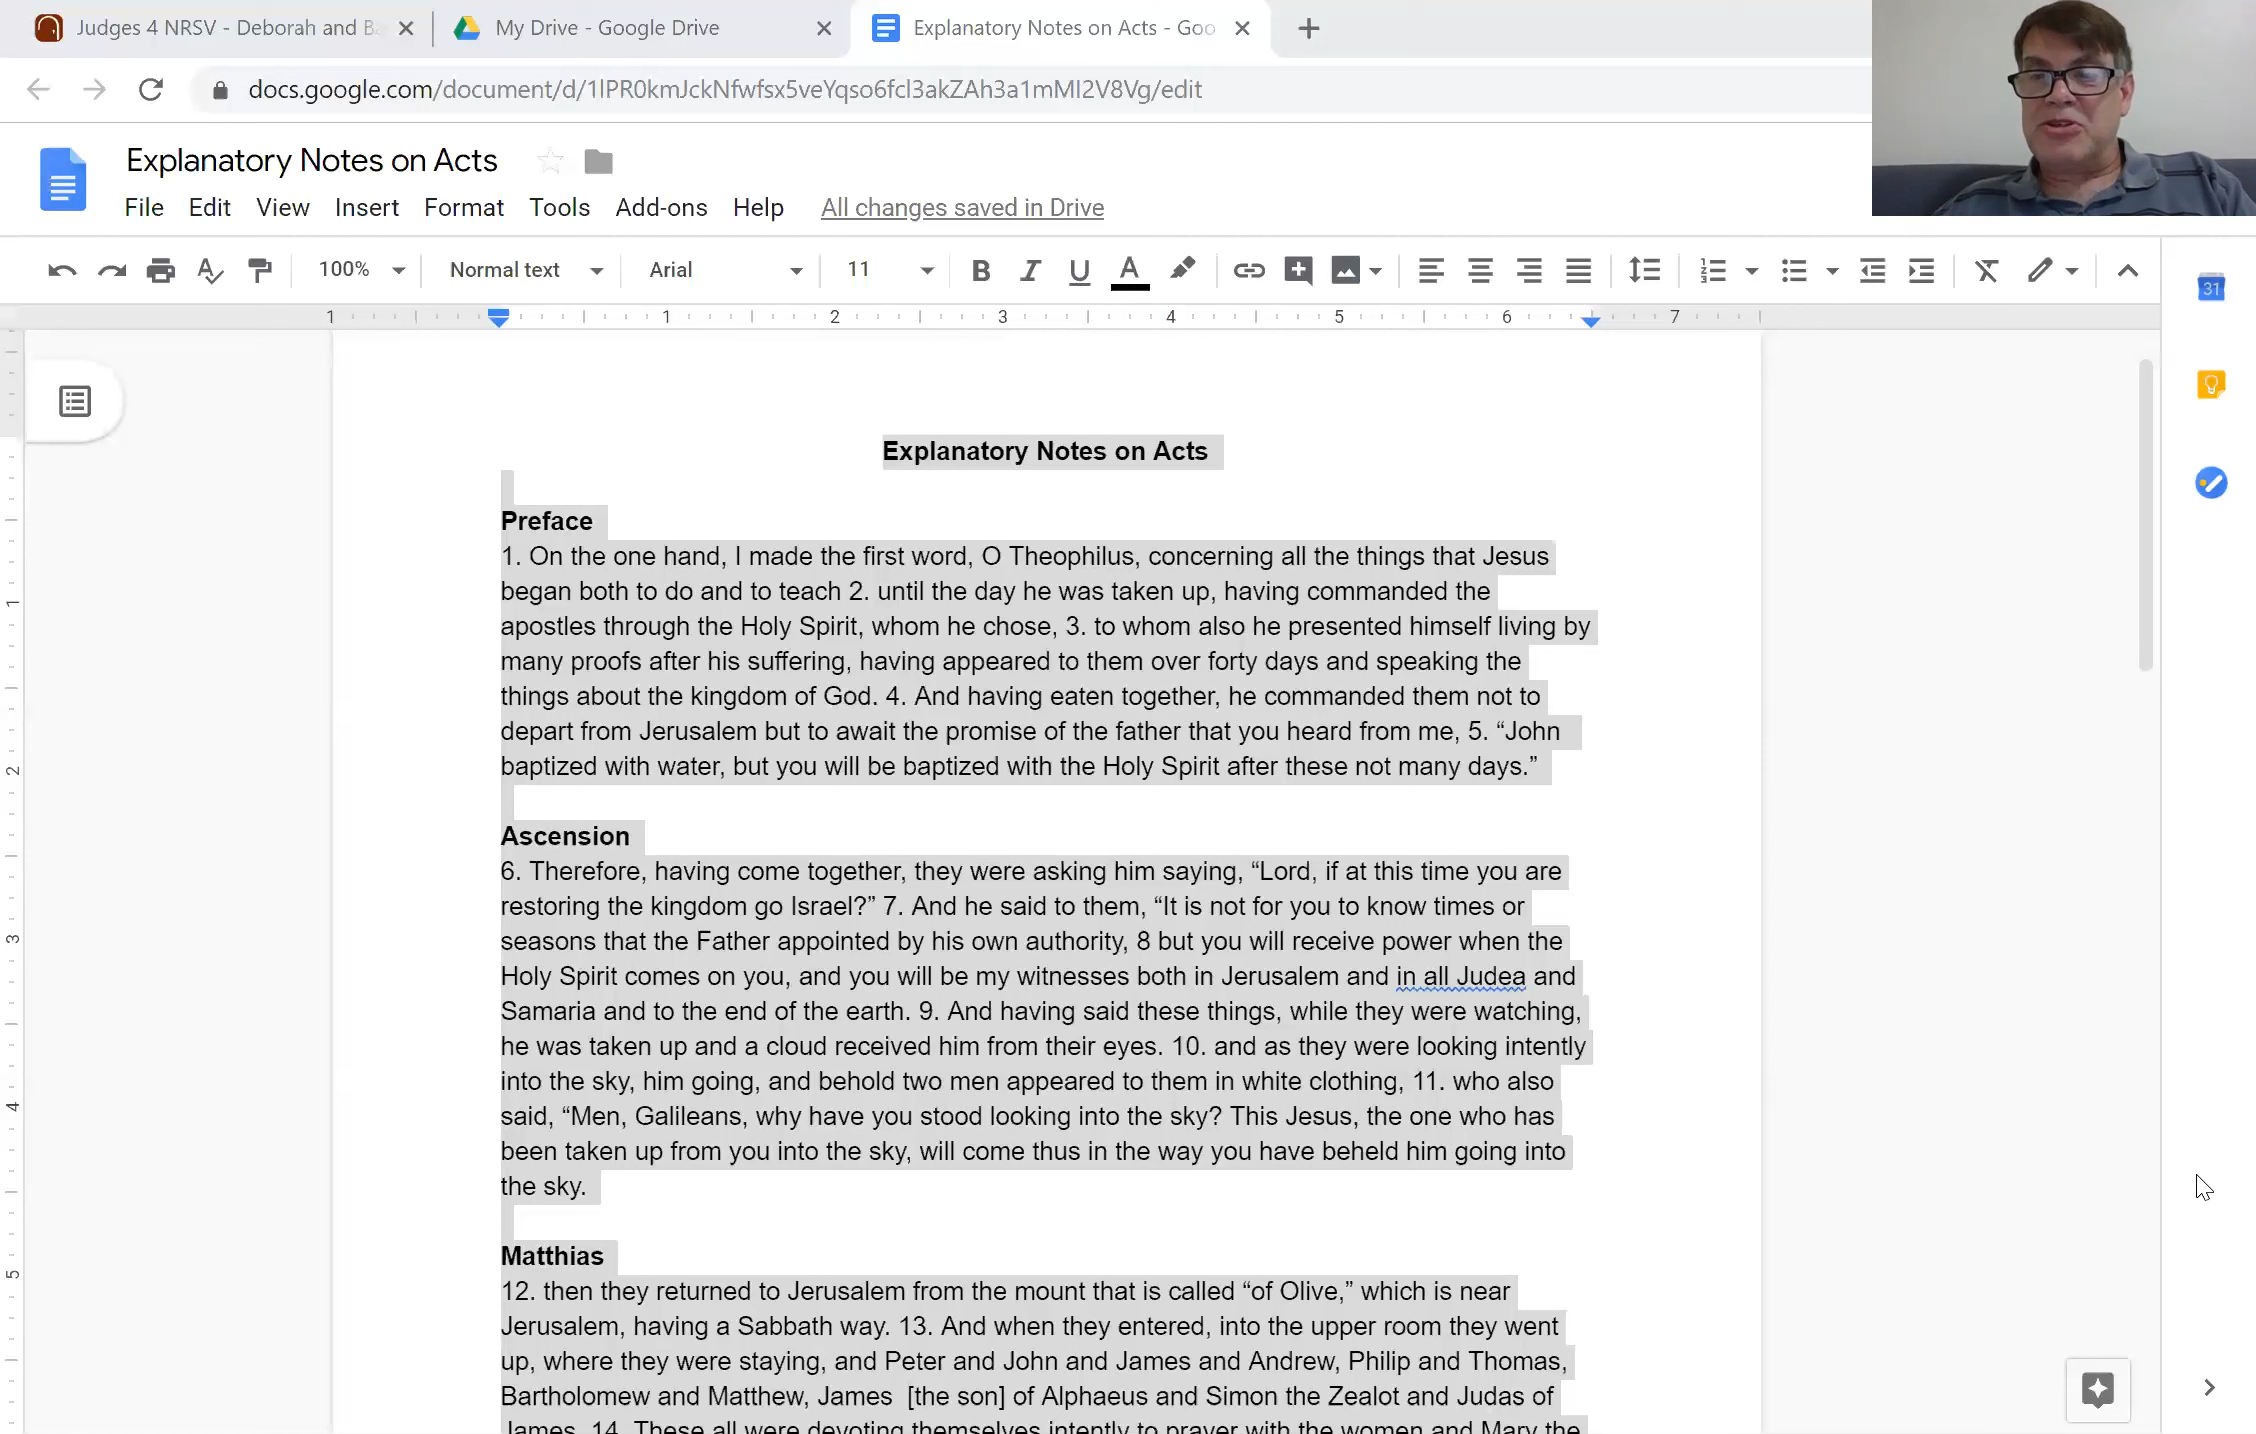 Judges 4 NRSV - Deborah and Ba
My Drive - Google Drive
Explanatory Notes on Acts - Goo
docs.google.com/document/d/1lPR0kmJckNfwfsx5veYqso6fcl3akZAh3a1mMl2V8Vg/edit
Explanatory Notes on Acts
File Edit View Insert Format Tools Add-ons Help All changes saved in Drive
100% Normal text Arial 11 B I U A
1 1 2 3 4 5 6 7
31
Explanatory Notes on Acts
Preface
1. On the one hand, I made the first word, O Theophilus, concerning all the things that Jesus
began both to do and to teach 2. until the day he was taken up, having commanded the
apostles through the Holy Spirit, whom he chose, 3. to whom also he presented himself living by
many proofs after his suffering, having appeared to them over forty days and speaking the
things about the kingdom of God. 4. And having eaten together, he commanded them not to
depart from Jerusalem but to await the promise of the father that you heard from me, 5. “John
baptized with water, but you will be baptized with the Holy Spirit after these not many days.”
Ascension
6. Therefore, having come together, they were asking him saying, “Lord, if at this time you are
restoring the kingdom go Israel?” 7. And he said to them, “It is not for you to know times or
seasons that the Father appointed by his own authority, 8 but you will receive power when the
Holy Spirit comes on you, and you will be my witnesses both in Jerusalem and in all Judea and
Samaria and to the end of the earth. 9. And having said these things, while they were watching,
he was taken up and a cloud received him from their eyes. 10. and as they were looking intently
into the sky, him going, and behold two men appeared to them in white clothing, 11. who also
said, “Men, Galileans, why have you stood looking into the sky? This Jesus, the one who has
been taken up from you into the sky, will come thus in the way you have beheld him going into
the sky.
Matthias
12. then they returned to Jerusalem from the mount that is called “of Olive,” which is near
Jerusalem, having a Sabbath way. 13. And when they entered, into the upper room they went
up, where they were staying, and Peter and John and James and Andrew, Philip and Thomas,
Bartholomew and Matthew, James [the son] of Alphaeus and Simon the Zealot and Judas of
James. 14. These all were devoting themselves intently to prayer with the women and Mary the
1
2
3
4
5